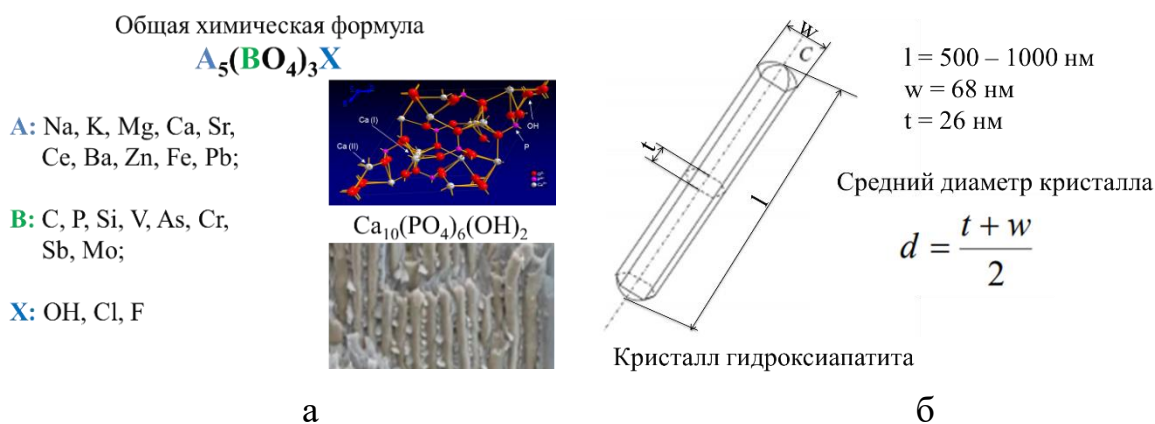 Общая химическая формула
A₅(BO₄)₃X
A: Na, K, Mg, Ca, Sr,
Ce, Ba, Zn, Fe, Pb;
B: C, P, Si, V, As, Cr,
Sb, Mo;
X: OH, Cl, F
Ca (I)
Ca (II)
OH
P
Ca₁₀(PO₄)₆(OH)₂
а
w
C
t
l
l = 500 – 1000 нм
w = 68 нм
t = 26 нм
Средний диаметр кристалла
d = (t + w) / 2
Кристалл гидроксиапатита
б